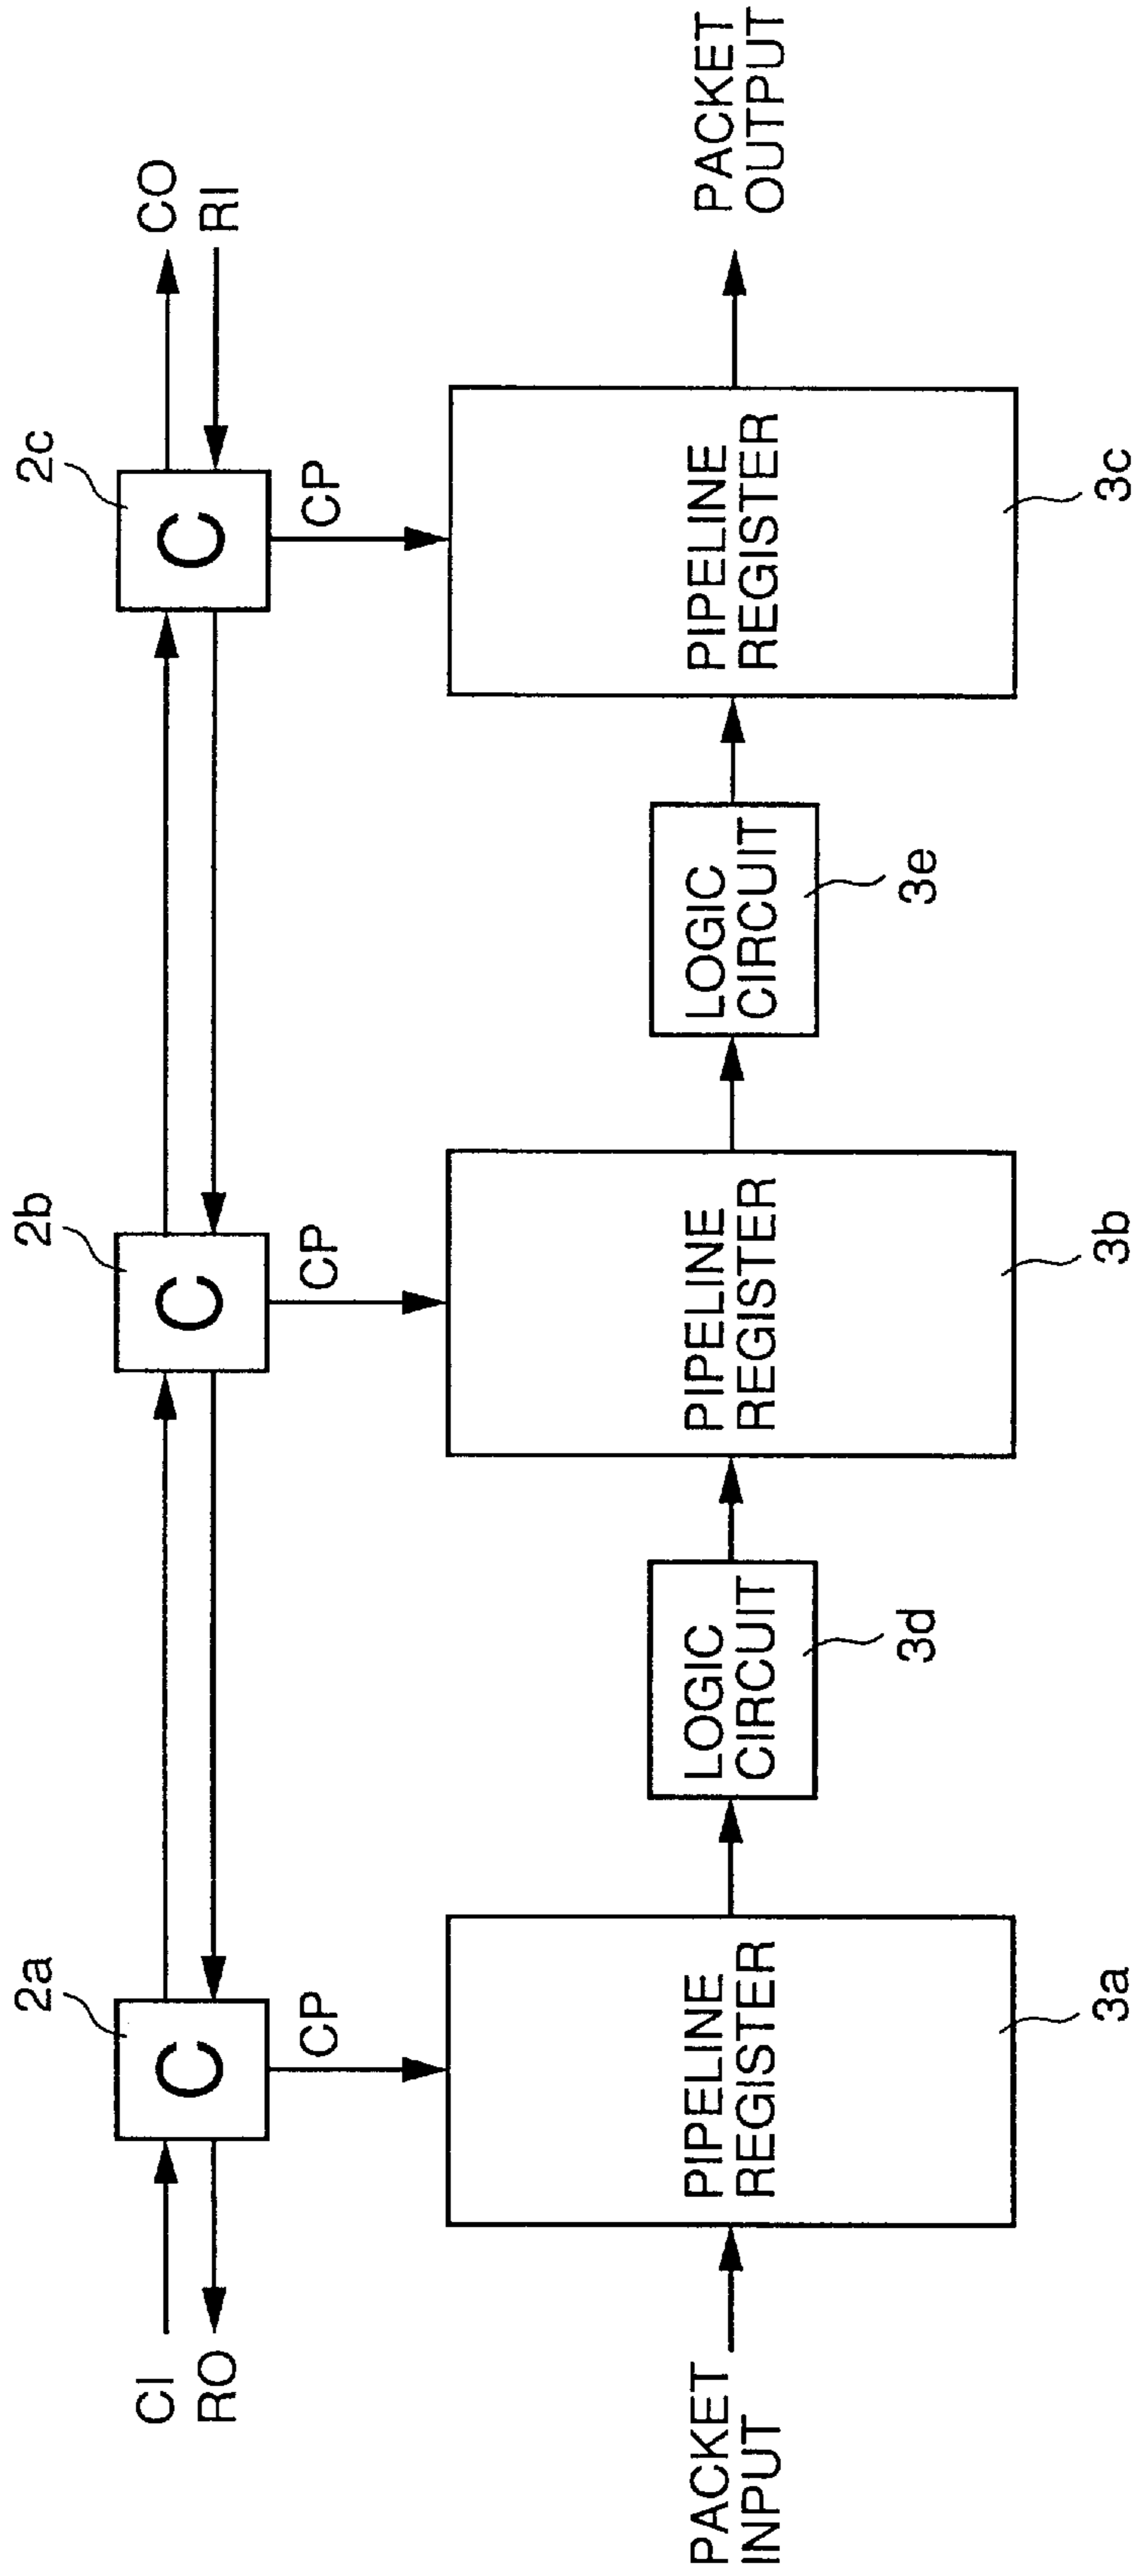 2a
2b
2c
C
C
C
CI
RO
CO
RI
CP
CP
CP
PACKET
INPUT
PIPELINE
REGISTER
LOGIC
CIRCUIT
PIPELINE
REGISTER
LOGIC
CIRCUIT
PIPELINE
REGISTER
PACKET
OUTPUT
3a
3d
3b
3e
3c